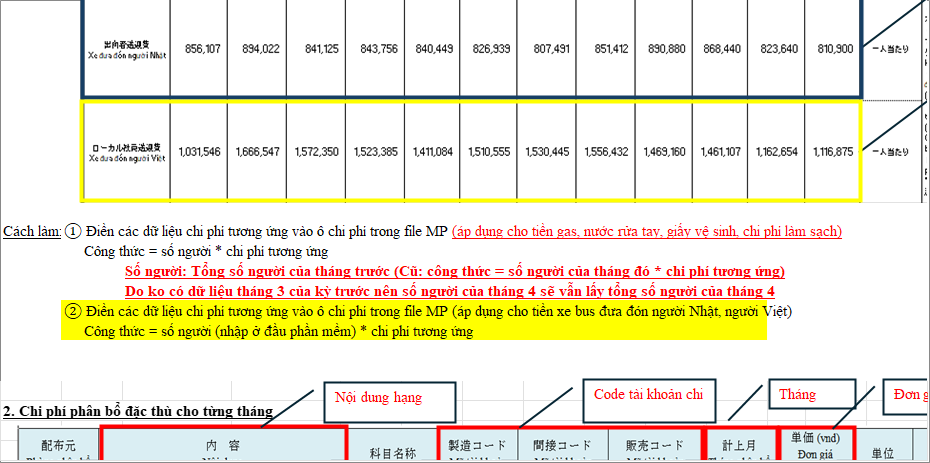 出向者送迎費
Xe đưa đón người Nhật
856,107 894,022 841,125 843,756 840,449 826,939 807,491 851,412 890,880 868,440 823,640 810,900 一人当たり
ローカル社員送迎費
Xe đưa đón người Việt
1,031,546 1,666,547 1,572,350 1,523,385 1,411,084 1,510,555 1,530,445 1,556,432 1,469,160 1,461,107 1,162,654 1,116,875 一人当たり
Cách làm: ① Điền các dữ liệu chi phí tương ứng vào ô chi phí trong file MP (áp dụng cho tiền gas, nước rửa tay, giấy vệ sinh, chi phí làm sạch)
Công thức = số người * chi phí tương ứng
Số người: Tổng số người của tháng trước (Cũ: công thức = số người của tháng đó * chi phí tương ứng)
Do ko có dữ liệu tháng 3 của kỳ trước nên số người của tháng 4 sẽ vẫn lấy tổng số người của tháng 4
② Điền các dữ liệu chi phí tương ứng vào ô chi phí trong file MP (áp dụng cho tiền xe bus đưa đón người Nhật, người Việt)
Công thức = số người (nhập ở đầu phần mềm) * chi phí tương ứng
Nội dung hạng
Code tài khoản chi
Tháng
Đơn g
2. Chi phí phân bổ đặc thù cho từng tháng
配布元 内 容 科目名称 製造コード 間接コード 販売コード 計上月 単価 (vnd) 単位
Đơn giá